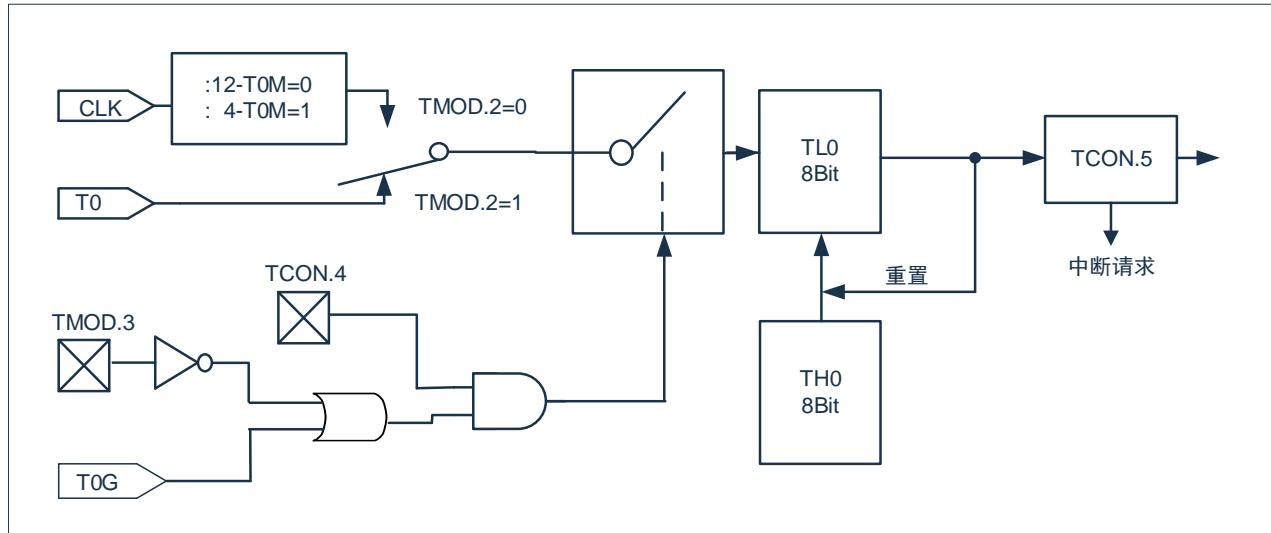 :12-T0M=0
: 4-T0M=1
CLK
TMOD.2=0
T0
TMOD.2=1
TL0
8Bit
TCON.5
中断请求
重置
TCON.4
TMOD.3
TH0
8Bit
T0G